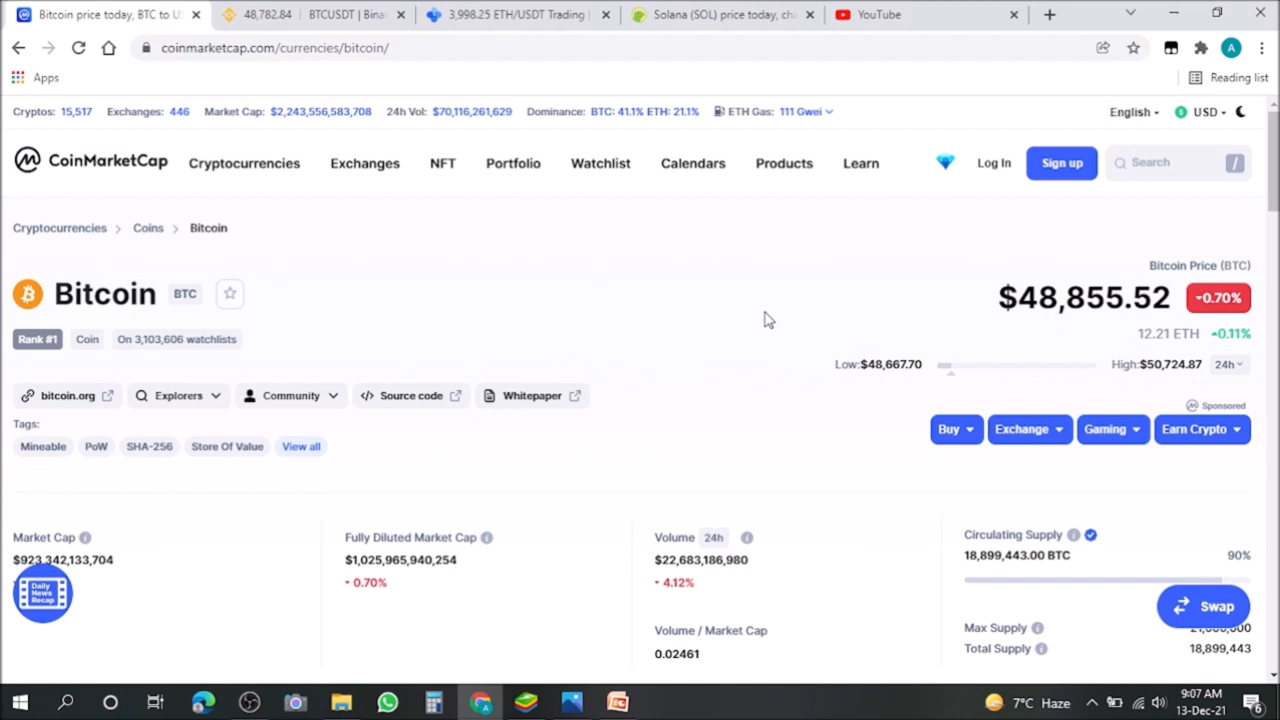 Bitcoin price today, BTC to U
48,782.84 BTCUSDT | Binan
3,998.25 ETH/USDT Trading
Solana (SOL) price today, cha
YouTube
coinmarketcap.com/currencies/bitcoin/
A
Apps
Reading list
Cryptos: 15,517 Exchanges: 446 Market Cap: $2,243,556,583,708 24h Vol: $70,116,261,629 Dominance: BTC: 41.1% ETH: 21.1% ETH Gas: 111 Gwei
English
USD
CoinMarketCap
Cryptocurrencies Exchanges NFT Portfolio Watchlist Calendars Products Learn
Log In
Sign up
Search /
Cryptocurrencies > Coins > Bitcoin
Bitcoin BTC
Rank #1 Coin On 3,103,606 watchlists
Bitcoin Price (BTC)
$48,855.52 0.70%
12.21 ETH 0.11%
Low:$48,667.70 High:$50,724.87 24h
bitcoin.org Explorers Community Source code Whitepaper
Tags:
Mineable PoW SHA-256 Store Of Value View all
Sponsored
Buy Exchange Gaming Earn Crypto
Market Cap
$923,342,133,704
Fully Diluted Market Cap
$1,025,965,940,254
0.70%
Volume 24h
$22,683,186,980
4.12%
Volume / Market Cap
0.02461
Circulating Supply
18,899,443.00 BTC 90%
Max Supply
Total Supply 18,899,443
Daily
News
Recap
Swap
7°C Haze
9:07 AM
13-Dec-21
6